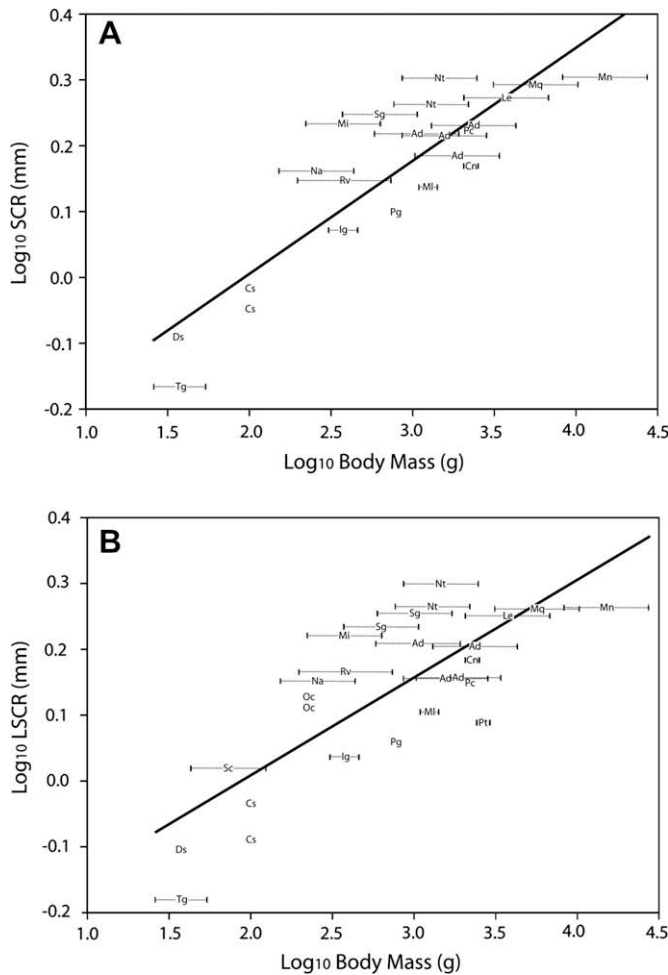 A
0.4
0.3
0.2
0.1
0.0
-0.1
-0.2
Log10 SCR (mm)
Nt
Mn
Mq
Le
Nt
Sg
Mi
Ad
Pc
Ad
Ad
Ad
Cn
Na
Rv
Ml
Pg
Ig
Cs
Cs
Ds
Tg
1.0 1.5 2.0 2.5 3.0 3.5 4.0 4.5
Log10 Body Mass (g)
B
0.4
0.3
0.2
0.1
0.0
-0.1
-0.2
Log10 LSCR (mm)
Nt
Nt
Mq
Mn
Sg
Le
Sg
Mi
Ad
Ad
Cn
Rv
Na
Ad
Ad
Pc
Oc
Oc
Ml
Pt
Pg
Ig
Sc
Cs
Cs
Ds
Tg
1.0 1.5 2.0 2.5 3.0 3.5 4.0 4.5
Log10 Body Mass (g)